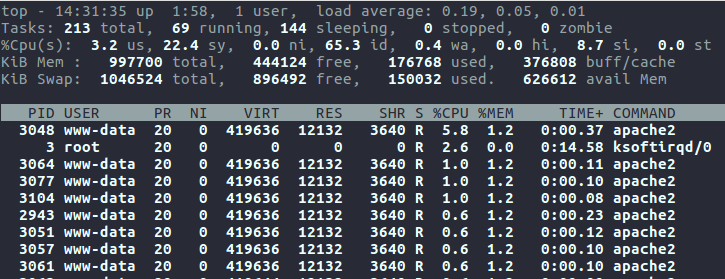 top - 14:31:35 up  1:58,  1 user,  load average: 0.19, 0.05, 0.01
Tasks: 213 total,  69 running, 144 sleeping,   0 stopped,   0 zombie
%Cpu(s):  3.2 us, 22.4 sy,  0.0 ni, 65.3 id,  0.4 wa,  0.0 hi,  8.7 si,  0.0 st
KiB Mem :   997700 total,   444124 free,   176768 used,   376808 buff/cache
KiB Swap:  1046524 total,   896492 free,   150032 used.   626612 avail Mem
PID USER      PR  NI    VIRT    RES    SHR S %CPU %MEM     TIME+ COMMAND
3048 www-data  20   0  419636  12132   3640 R  5.8  1.2   0:00.37 apache2
3 root      20   0       0      0      0 R  2.6  0.0   0:14.58 ksoftirqd/0
3064 www-data  20   0  419636  12132   3640 R  1.0  1.2   0:00.11 apache2
3077 www-data  20   0  419636  12132   3640 R  1.0  1.2   0:00.10 apache2
3104 www-data  20   0  419636  12132   3640 R  1.0  1.2   0:00.08 apache2
2943 www-data  20   0  419636  12132   3640 R  0.6  1.2   0:00.23 apache2
3051 www-data  20   0  419636  12132   3640 R  0.6  1.2   0:00.12 apache2
3057 www-data  20   0  419636  12132   3640 R  0.6  1.2   0:00.10 apache2
3061 www-data  20   0  419636  12132   3640 R  0.6  1.2   0:00.10 apache2